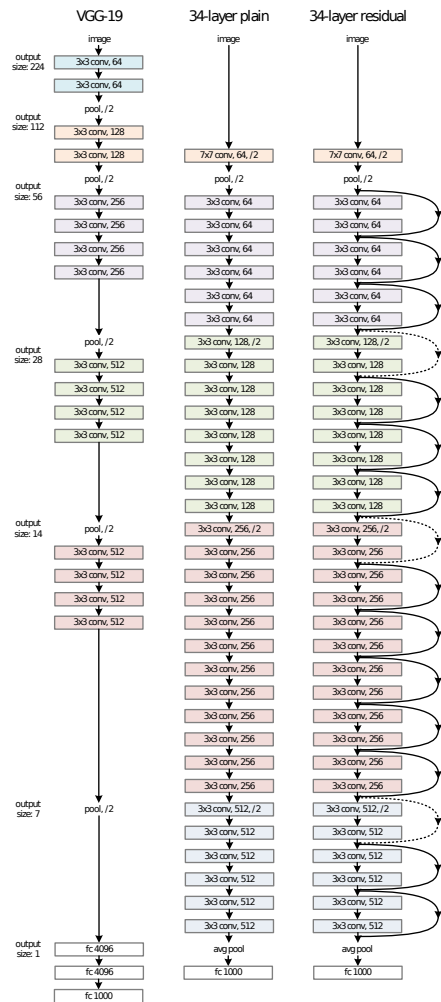 output
size: 224
output
size: 112
output
size: 56
output
size: 28
output
size: 14
output
size: 7
output
size: 1
VGG-19
image
3x3 conv, 64
3x3 conv, 64
pool, /2
3x3 conv, 128
3x3 conv, 128
pool, /2
3x3 conv, 256
3x3 conv, 256
3x3 conv, 256
3x3 conv, 256
pool, /2
3x3 conv, 512
3x3 conv, 512
3x3 conv, 512
3x3 conv, 512
pool, /2
3x3 conv, 512
3x3 conv, 512
3x3 conv, 512
3x3 conv, 512
pool, /2
fc 4096
fc 4096
fc 1000
34-layer plain
image
7x7 conv, 64, /2
pool, /2
3x3 conv, 64
3x3 conv, 64
3x3 conv, 64
3x3 conv, 64
3x3 conv, 64
3x3 conv, 64
3x3 conv, 128, /2
3x3 conv, 128
3x3 conv, 128
3x3 conv, 128
3x3 conv, 128
3x3 conv, 128
3x3 conv, 128
3x3 conv, 128
3x3 conv, 256, /2
3x3 conv, 256
3x3 conv, 256
3x3 conv, 256
3x3 conv, 256
3x3 conv, 256
3x3 conv, 256
3x3 conv, 256
3x3 conv, 256
3x3 conv, 256
3x3 conv, 256
3x3 conv, 256
3x3 conv, 512, /2
3x3 conv, 512
3x3 conv, 512
3x3 conv, 512
3x3 conv, 512
3x3 conv, 512
avg pool
fc 1000
34-layer residual
image
7x7 conv, 64, /2
pool, /2
3x3 conv, 64
3x3 conv, 64
3x3 conv, 64
3x3 conv, 64
3x3 conv, 64
3x3 conv, 64
3x3 conv, 128, /2
3x3 conv, 128
3x3 conv, 128
3x3 conv, 128
3x3 conv, 128
3x3 conv, 128
3x3 conv, 128
3x3 conv, 128
3x3 conv, 256, /2
3x3 conv, 256
3x3 conv, 256
3x3 conv, 256
3x3 conv, 256
3x3 conv, 256
3x3 conv, 256
3x3 conv, 256
3x3 conv, 256
3x3 conv, 256
3x3 conv, 256
3x3 conv, 256
3x3 conv, 512, /2
3x3 conv, 512
3x3 conv, 512
3x3 conv, 512
3x3 conv, 512
3x3 conv, 512
avg pool
fc 1000